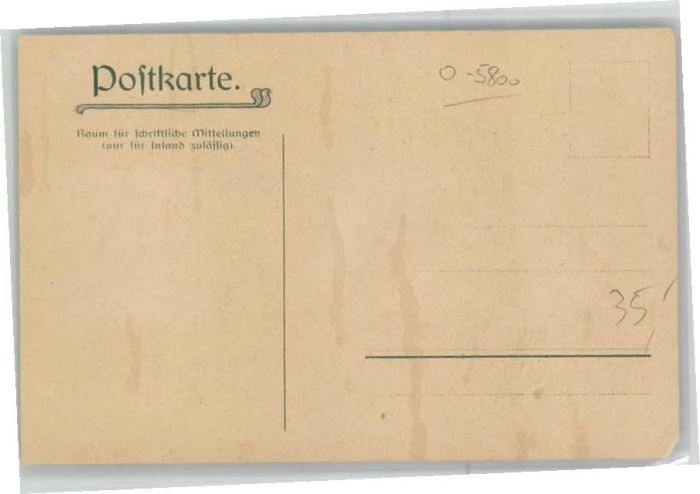 Poſtkarte.
O-5800
Raum für ſchriftliche Mitteilungen
(nur für Inland zuläſſig).
35,